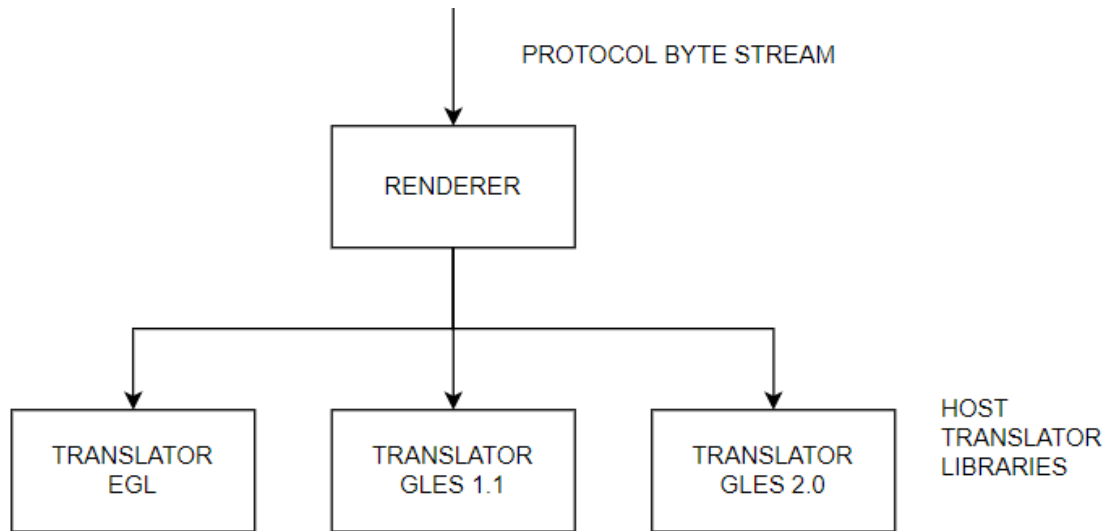 PROTOCOL BYTE STREAM
RENDERER
TRANSLATOR
EGL
TRANSLATOR
GLES 1.1
TRANSLATOR
GLES 2.0
HOST
TRANSLATOR
LIBRARIES